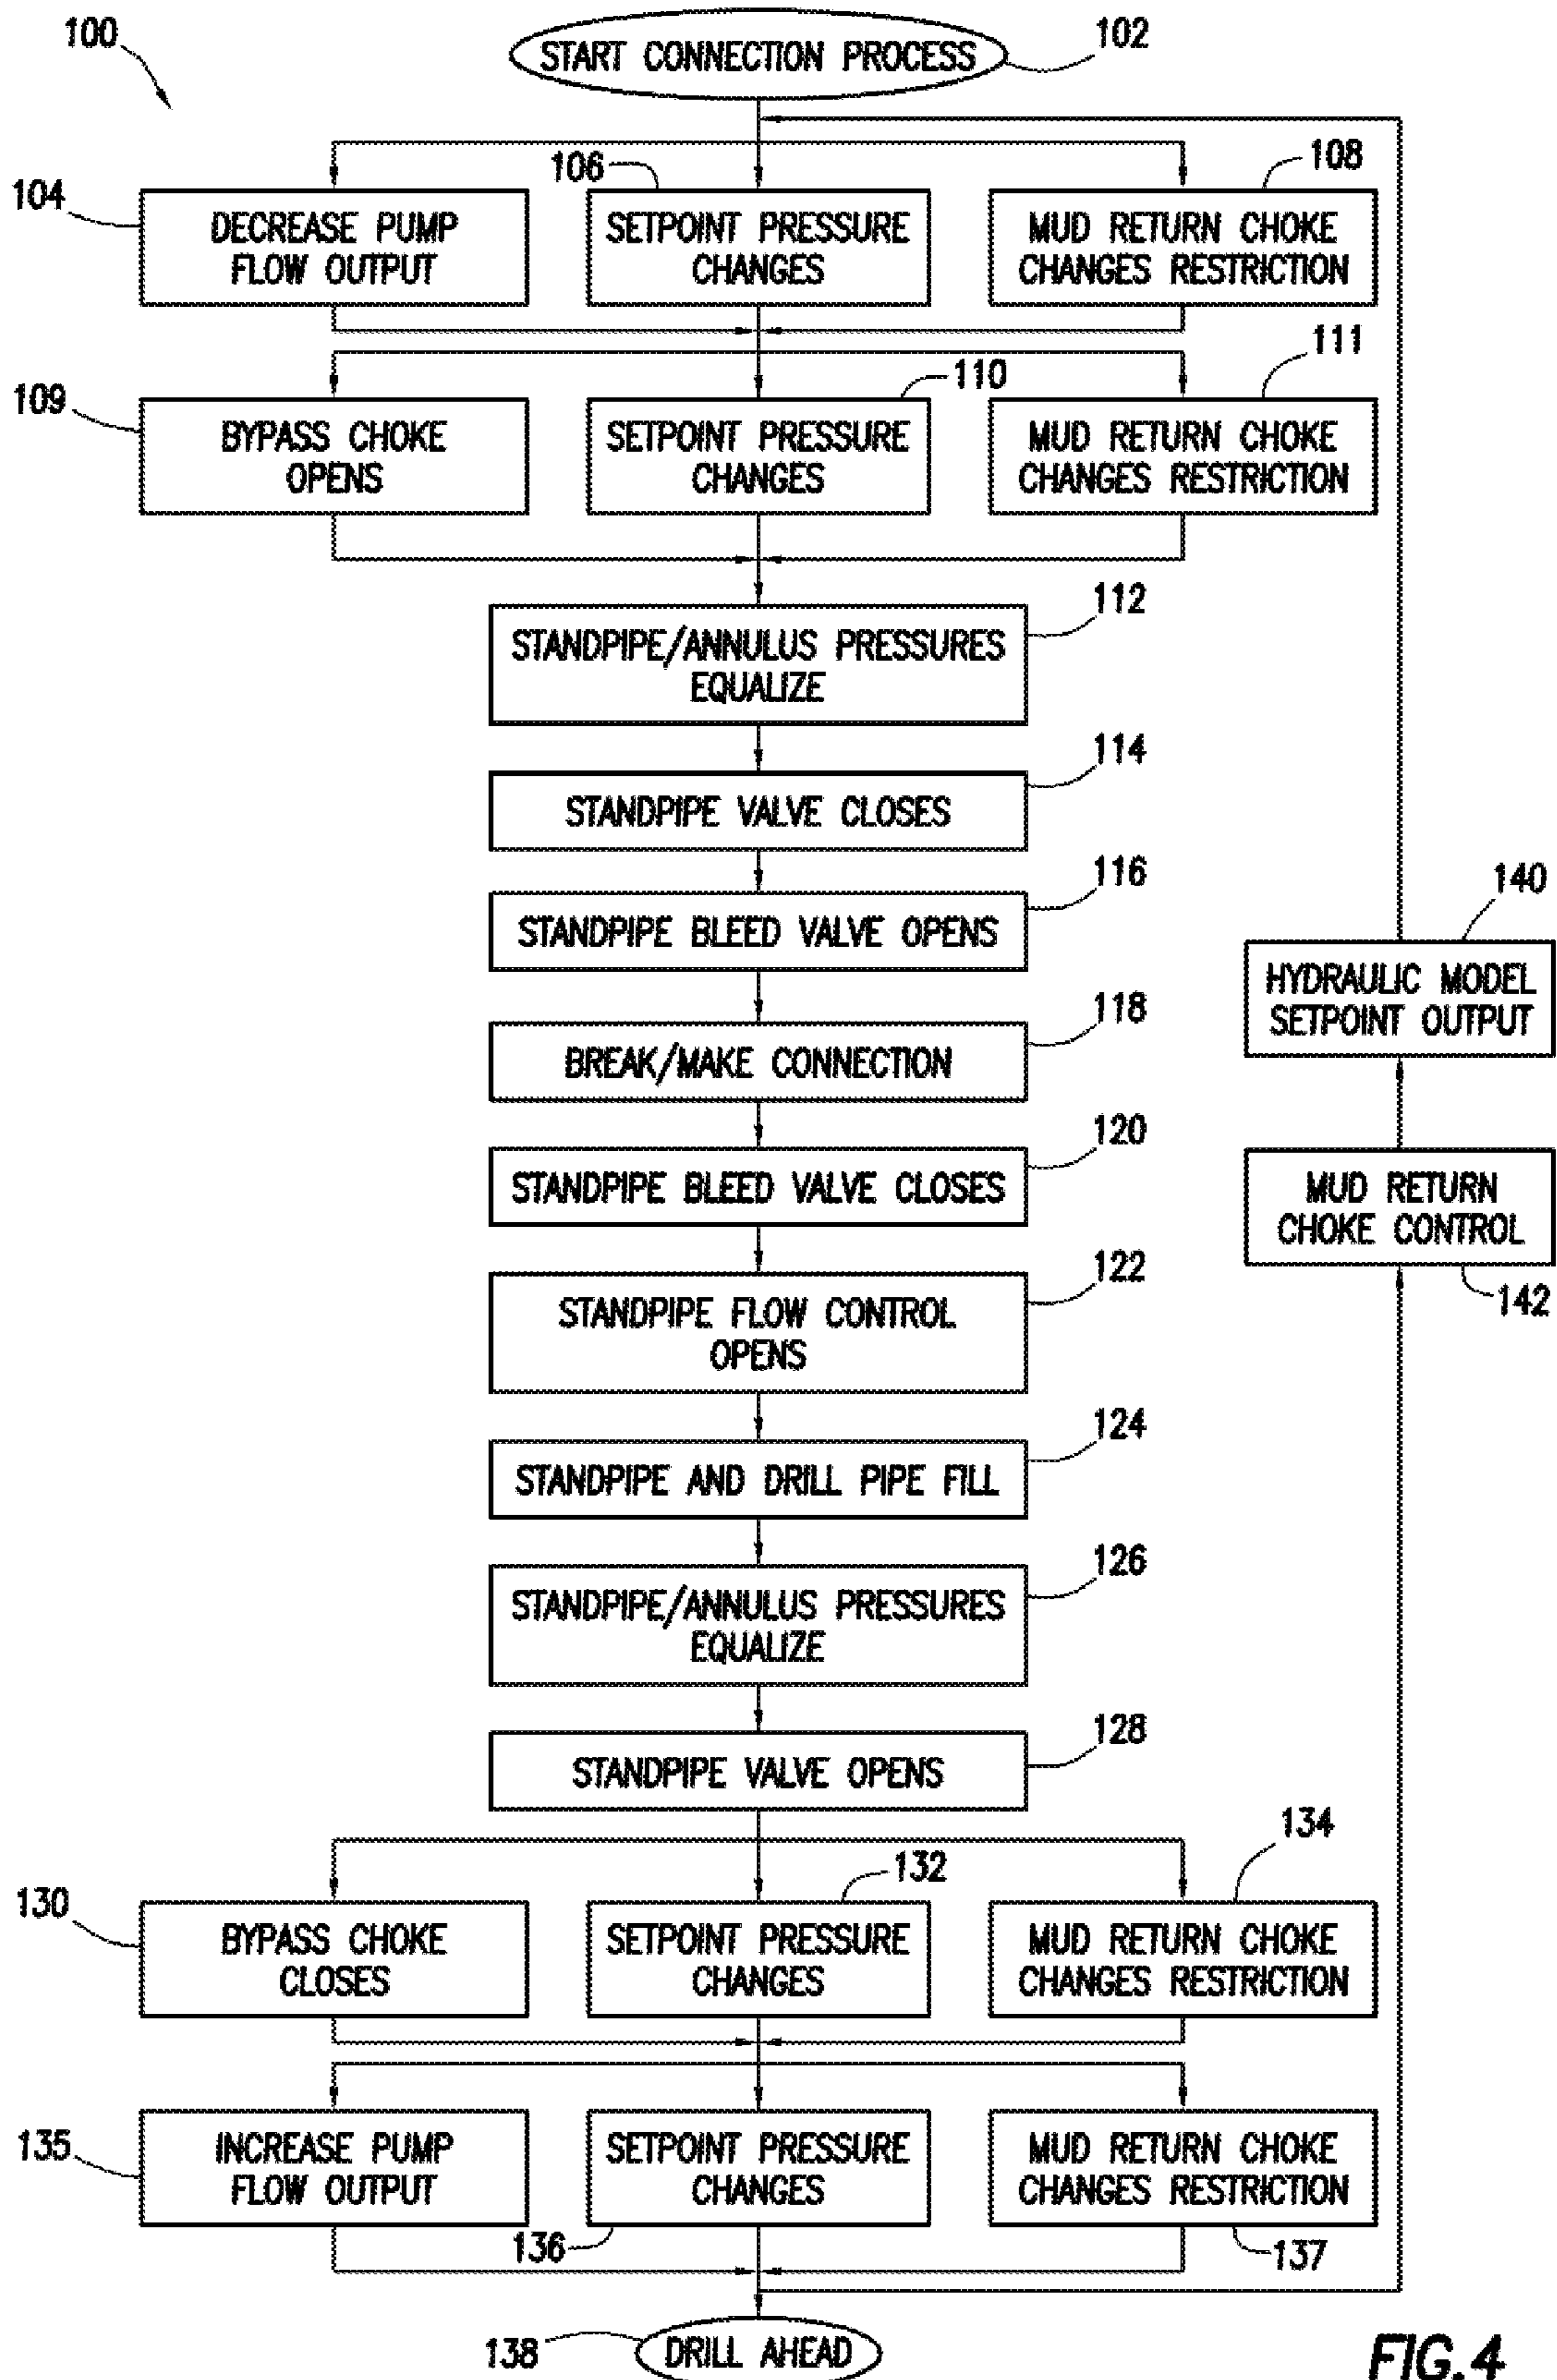 100
START CONNECTION PROCESS
102
104
DECREASE PUMP
FLOW OUTPUT
106
SETPOINT PRESSURE
CHANGES
108
MUD RETURN CHOKE
CHANGES RESTRICTION
109
BYPASS CHOKE
OPENS
110
SETPOINT PRESSURE
CHANGES
111
MUD RETURN CHOKE
CHANGES RESTRICTION
112
STANDPIPE/ANNULUS PRESSURES
EQUALIZE
114
STANDPIPE VALVE CLOSES
116
STANDPIPE BLEED VALVE OPENS
118
BREAK/MAKE CONNECTION
120
STANDPIPE BLEED VALVE CLOSES
122
STANDPIPE FLOW CONTROL
OPENS
124
STANDPIPE AND DRILL PIPE FILL
126
STANDPIPE/ANNULUS PRESSURES
EQUALIZE
128
STANDPIPE VALVE OPENS
130
BYPASS CHOKE
CLOSES
132
SETPOINT PRESSURE
CHANGES
134
MUD RETURN CHOKE
CHANGES RESTRICTION
135
INCREASE PUMP
FLOW OUTPUT
SETPOINT PRESSURE
CHANGES
136
MUD RETURN CHOKE
CHANGES RESTRICTION
137
138
DRILL AHEAD
140
HYDRAULIC MODEL
SETPOINT OUTPUT
MUD RETURN
CHOKE CONTROL
142
FIG.4